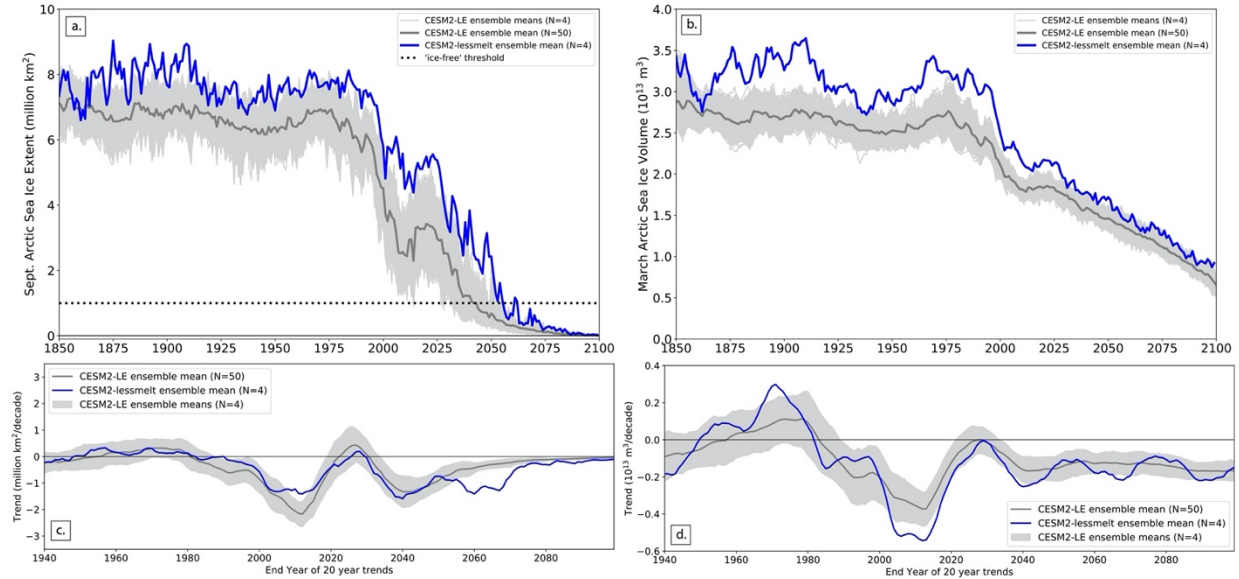 a.
CESM2-LE ensemble means (N=4)
CESM2-LE ensemble mean (N=50)
CESM2-lessmelt ensemble mean (N=4)
'ice-free' threshold
Sept. Arctic Sea Ice Extent (million km²)
10
8
6
4
2
0
1850 1875 1900 1925 1950 1975 2000 2025 2050 2075 2100
b.
CESM2-LE ensemble means (N=4)
CESM2-LE ensemble mean (N=50)
CESM2-lessmelt ensemble mean (N=4)
March Arctic Sea Ice Volume (10¹³ m³)
4.0
3.5
3.0
2.5
2.0
1.5
1.0
0.5
0.0
1850 1875 1900 1925 1950 1975 2000 2025 2050 2075 2100
CESM2-LE ensemble mean (N=50)
CESM2-lessmelt ensemble mean (N=4)
CESM2-LE ensemble means (N=4)
Trend (million km²/decade)
3
2
1
0
−1
−2
−3
c.
1940 1960 1980 2000 2020 2040 2060 2080
End Year of 20 year trends
Trend (10¹³ m³/decade)
0.4
0.2
0.0
−0.2
−0.4
−0.6
CESM2-LE ensemble mean (N=50)
CESM2-lessmelt ensemble mean (N=4)
CESM2-LE ensemble means (N=4)
d.
1940 1960 1980 2000 2020 2040 2060 2080
End Year of 20 year trends